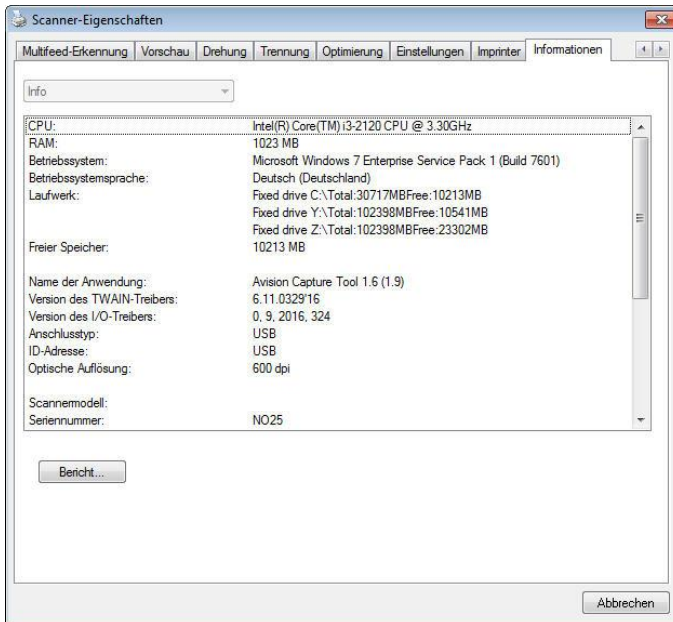 Scanner-Eigenschaften
Multifeed-Erkennung Vorschau Drehung Trennung Optimierung Einstellungen Imprinter Informationen
Info
CPU: Intel(R) Core(TM) i3-2120 CPU @ 3.30GHz
RAM: 1023 MB
Betriebssystem: Microsoft Windows 7 Enterprise Service Pack 1 (Build 7601)
Betriebssystemsprache: Deutsch (Deutschland)
Laufwerk: Fixed drive C:\Total:30717MBFree:10213MB
Fixed drive Y:\Total:102398MBFree:10541MB
Fixed drive Z:\Total:102398MBFree:23302MB
Freier Speicher: 10213 MB
Name der Anwendung: Avision Capture Tool 1.6 (1.9)
Version des TWAIN-Treibers: 6.11.0329'16
Version des I/O-Treibers: 0, 9, 2016, 324
Anschlusstyp: USB
ID-Adresse: USB
Optische Auflösung: 600 dpi
Scannermodell:
Seriennummer: NO25
Bericht...
Abbrechen